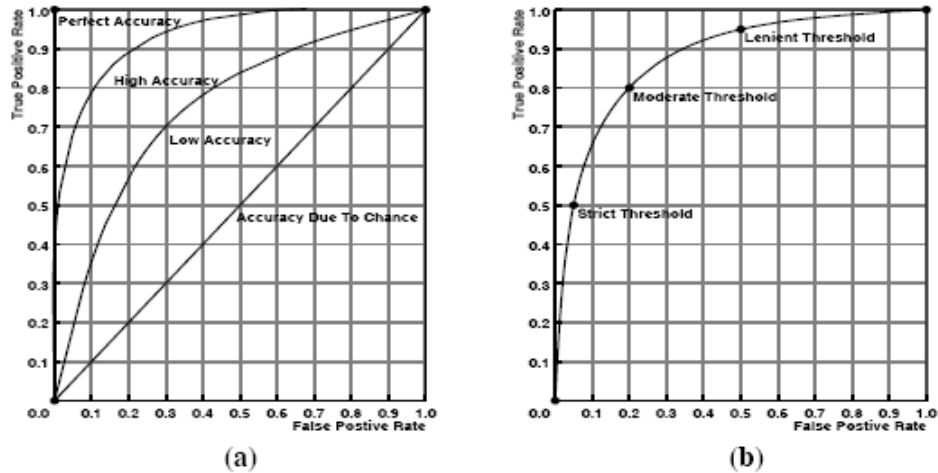 True Positive Rate
1.0
0.9
0.8
0.7
0.6
0.5
0.4
0.3
0.2
0.1
Perfect Accuracy
High Accuracy
Low Accuracy
Accuracy Due To Chance
0.0 0.1 0.2 0.3 0.4 0.5 0.6 0.7 0.8 0.9 1.0
False Postive Rate
(a)
True Positive Rate
1.0
0.9
0.8
0.7
0.6
0.5
0.4
0.3
0.2
0.1
Lenient Threshold
Moderate Threshold
Strict Threshold
0.0 0.1 0.2 0.3 0.4 0.5 0.6 0.7 0.8 0.9 1.0
False Postive Rate
(b)